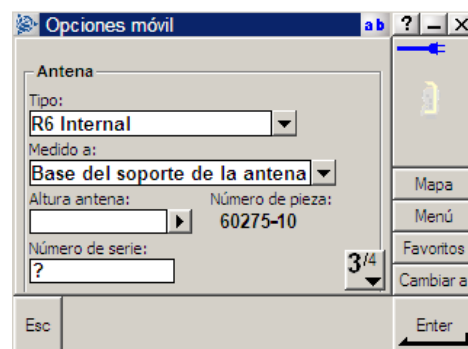 Opciones móvil
ab
? – X
Antena
Tipo:
R6 Internal
Medido a:
Base del soporte de la antena
Altura antena:
Número de pieza:
60275-10
Número de serie:
?
3/4
Mapa
Menú
Favoritos
Cambiar a
Esc
Enter